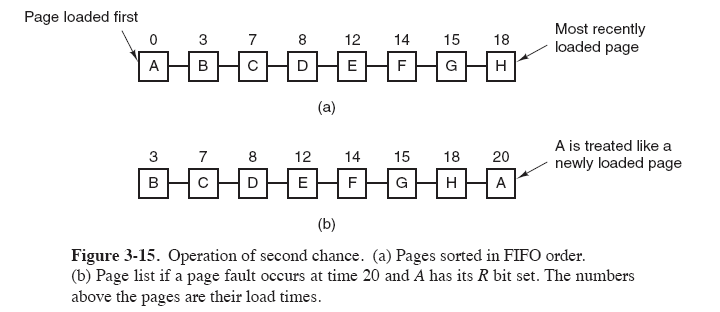 Page loaded first
0 3 7 8 12 14 15 18
Most recently
loaded page
A B C D E F G H
(a)
3 7 8 12 14 15 18 20
A is treated like a
newly loaded page
B C D E F G H A
(b)
Figure 3-15. Operation of second chance. (a) Pages sorted in FIFO order.
(b) Page list if a page fault occurs at time 20 and A has its R bit set. The numbers
above the pages are their load times.